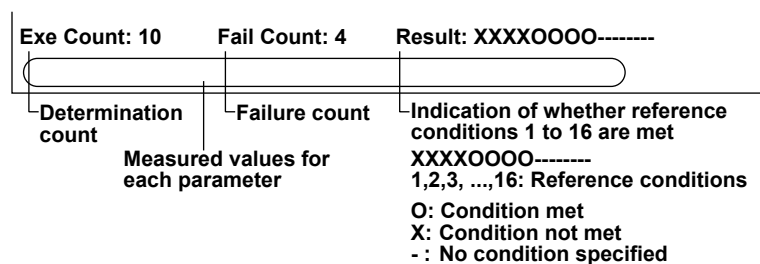 Exe Count: 10 Fail Count: 4 Result: XXXXOOOO--------
Determination count
Failure count
Indication of whether reference
conditions 1 to 16 are met
Measured values for
each parameter
XXXXOOOO--------
1,2,3, ...,16: Reference conditions
O: Condition met
X: Condition not met
- : No condition specified